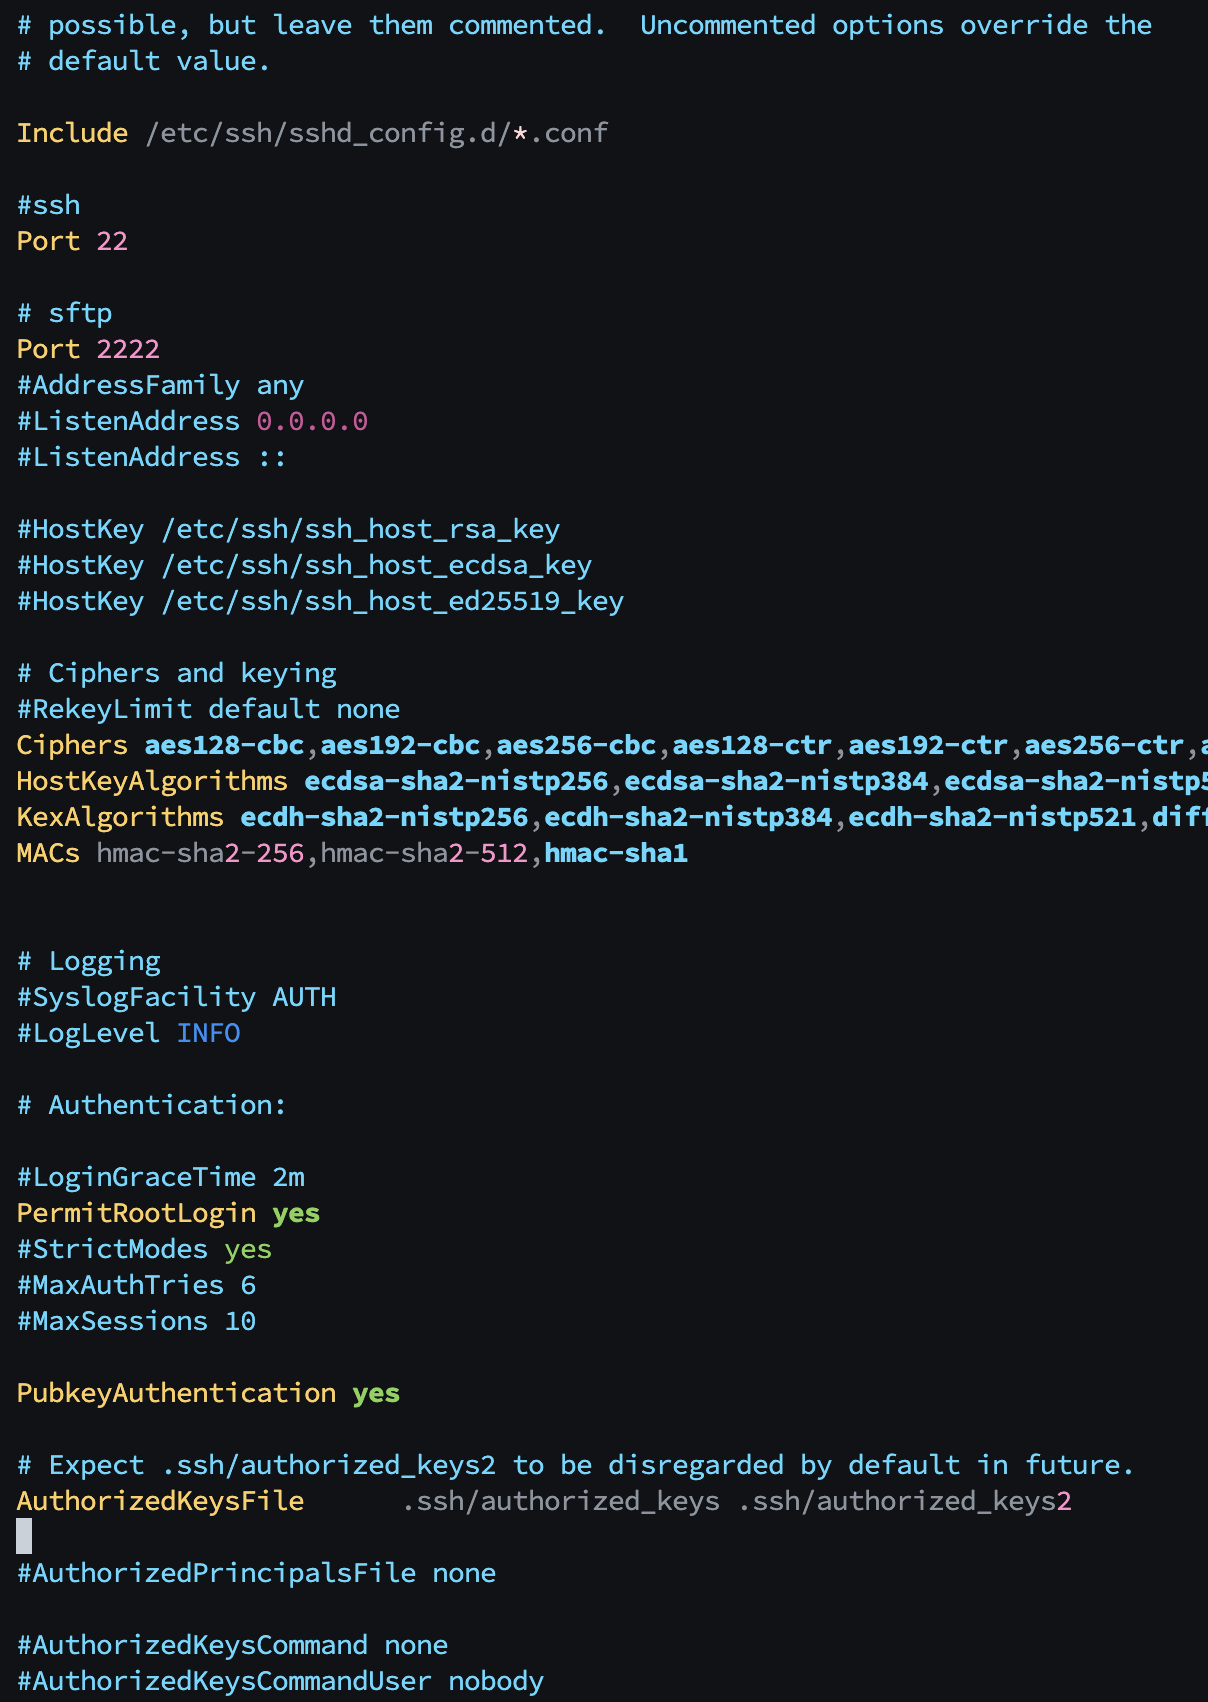 # possible, but leave them commented.  Uncommented options override the
# default value.
Include /etc/ssh/sshd_config.d/*.conf
#ssh
Port 22
# sftp
Port 2222
#AddressFamily any
#ListenAddress 0.0.0.0
#ListenAddress ::
#HostKey /etc/ssh/ssh_host_rsa_key
#HostKey /etc/ssh/ssh_host_ecdsa_key
#HostKey /etc/ssh/ssh_host_ed25519_key
# Ciphers and keying
#RekeyLimit default none
Ciphers aes128-cbc,aes192-cbc,aes256-cbc,aes128-ctr,aes192-ctr,aes256-ctr,
HostKeyAlgorithms ecdsa-sha2-nistp256,ecdsa-sha2-nistp384,ecdsa-sha2-nistp5
KexAlgorithms ecdh-sha2-nistp256,ecdh-sha2-nistp384,ecdh-sha2-nistp521,diff
MACs hmac-sha2-256,hmac-sha2-512,hmac-sha1
# Logging
#SyslogFacility AUTH
#LogLevel INFO
# Authentication:
#LoginGraceTime 2m
PermitRootLogin yes
#StrictModes yes
#MaxAuthTries 6
#MaxSessions 10
PubkeyAuthentication yes
# Expect .ssh/authorized_keys2 to be disregarded by default in future.
AuthorizedKeysFile      .ssh/authorized_keys .ssh/authorized_keys2
#AuthorizedPrincipalsFile none
#AuthorizedKeysCommand none
#AuthorizedKeysCommandUser nobody